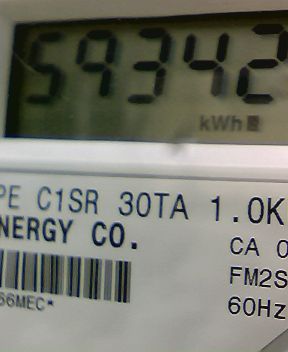 59342
kWh
PE C1SR 30TA 1.0K
NERGY CO.
CA 0
FM2S
60Hz
56MEC*